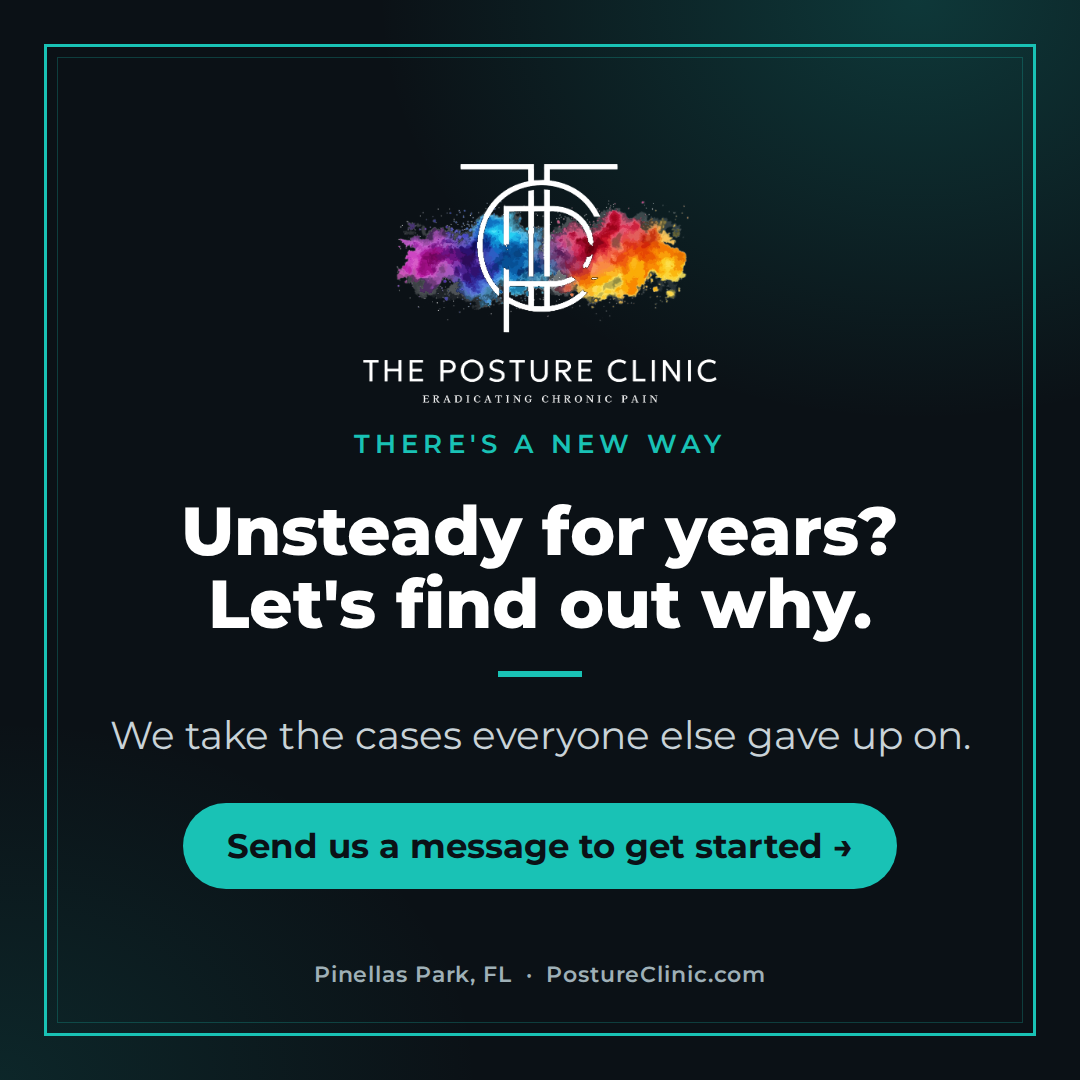 THE POSTURE CLINIC
ERADICATING CHRONIC PAIN
THERE'S A NEW WAY
Unsteady for years?
Let's find out why.
We take the cases everyone else gave up on.
Send us a message to get started →
Pinellas Park, FL · PostureClinic.com